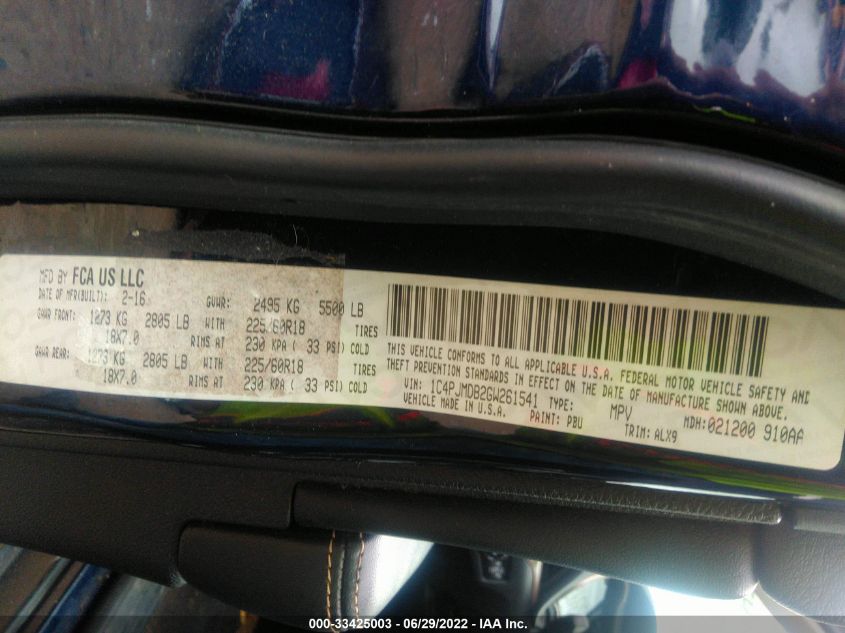 MFD BY FCA US LLC
DATE OF MFR(BUILT): 2-16 GVWR: 2495 KG 5500 LB
GAWR FRONT: 1273 KG 2805 LB WITH 225/60R18 TIRES
18X7.0 RIMS AT 230 KPA ( 33 PSI) COLD
GAWR REAR: 1273 KG 2805 LB WITH 225/60R18 TIRES
18X7.0 RIMS AT 230 KPA ( 33 PSI) COLD
THIS VEHICLE CONFORMS TO ALL APPLICABLE U.S.A. FEDERAL MOTOR VEHICLE SAFETY AND
THEFT PREVENTION STANDARDS IN EFFECT ON THE DATE OF MANUFACTURE SHOWN ABOVE.
VIN: 1C4PJMDB2GW261541 TYPE: MPV MDH:021200 910AA
VEHICLE MADE IN U.S.A. PAINT: PBU TRIM: ALX9
000-33425003 - 06/29/2022 - IAA Inc.